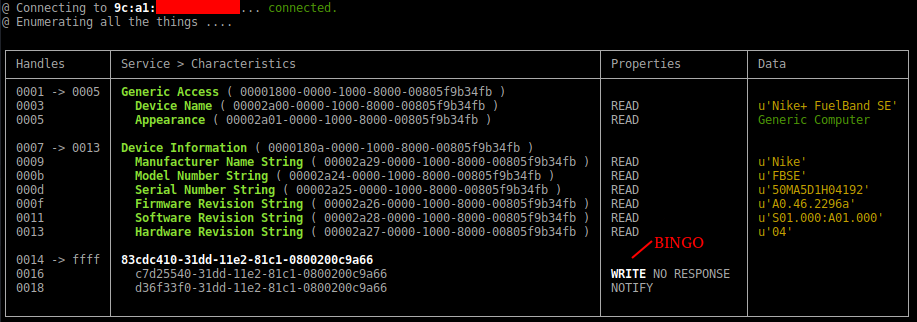 @ Connecting to 9c:a1:... connected.
@ Enumerating all the things ....
Handles Service > Characteristics Properties Data
0001 -> 0005 Generic Access ( 00001800-0000-1000-8000-00805f9b34fb )
0003 Device Name ( 00002a00-0000-1000-8000-00805f9b34fb ) READ u'Nike+ FuelBand SE'
0005 Appearance ( 00002a01-0000-1000-8000-00805f9b34fb ) READ Generic Computer
0007 -> 0013 Device Information ( 0000180a-0000-1000-8000-00805f9b34fb )
0009 Manufacturer Name String ( 00002a29-0000-1000-8000-00805f9b34fb ) READ u'Nike'
000b Model Number String ( 00002a24-0000-1000-8000-00805f9b34fb ) READ u'FBSE'
000d Serial Number String ( 00002a25-0000-1000-8000-00805f9b34fb ) READ u'50MA5D1H04192'
000f Firmware Revision String ( 00002a26-0000-1000-8000-00805f9b34fb ) READ u'A0.46.2296a'
0011 Software Revision String ( 00002a28-0000-1000-8000-00805f9b34fb ) READ u'S01.000:A01.000'
0013 Hardware Revision String ( 00002a27-0000-1000-8000-00805f9b34fb ) READ u'04'
BINGO
0014 -> ffff 83cdc410-31dd-11e2-81c1-0800200c9a66
0016 c7d25540-31dd-11e2-81c1-0800200c9a66 WRITE NO RESPONSE
0018 d36f33f0-31dd-11e2-81c1-0800200c9a66 NOTIFY